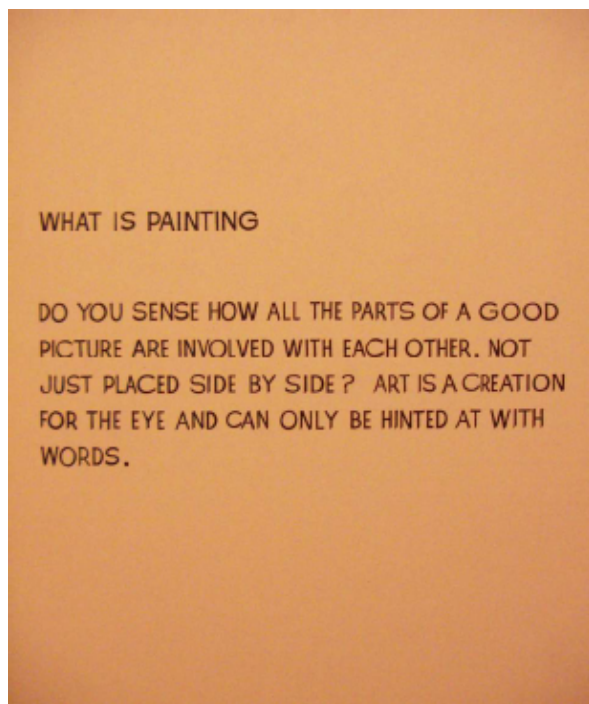 WHAT IS PAINTING
DO YOU SENSE HOW ALL THE PARTS OF A GOOD
PICTURE ARE INVOLVED WITH EACH OTHER. NOT
JUST PLACED SIDE BY SIDE? ART IS A CREATION
FOR THE EYE AND CAN ONLY BE HINTED AT WITH
WORDS.